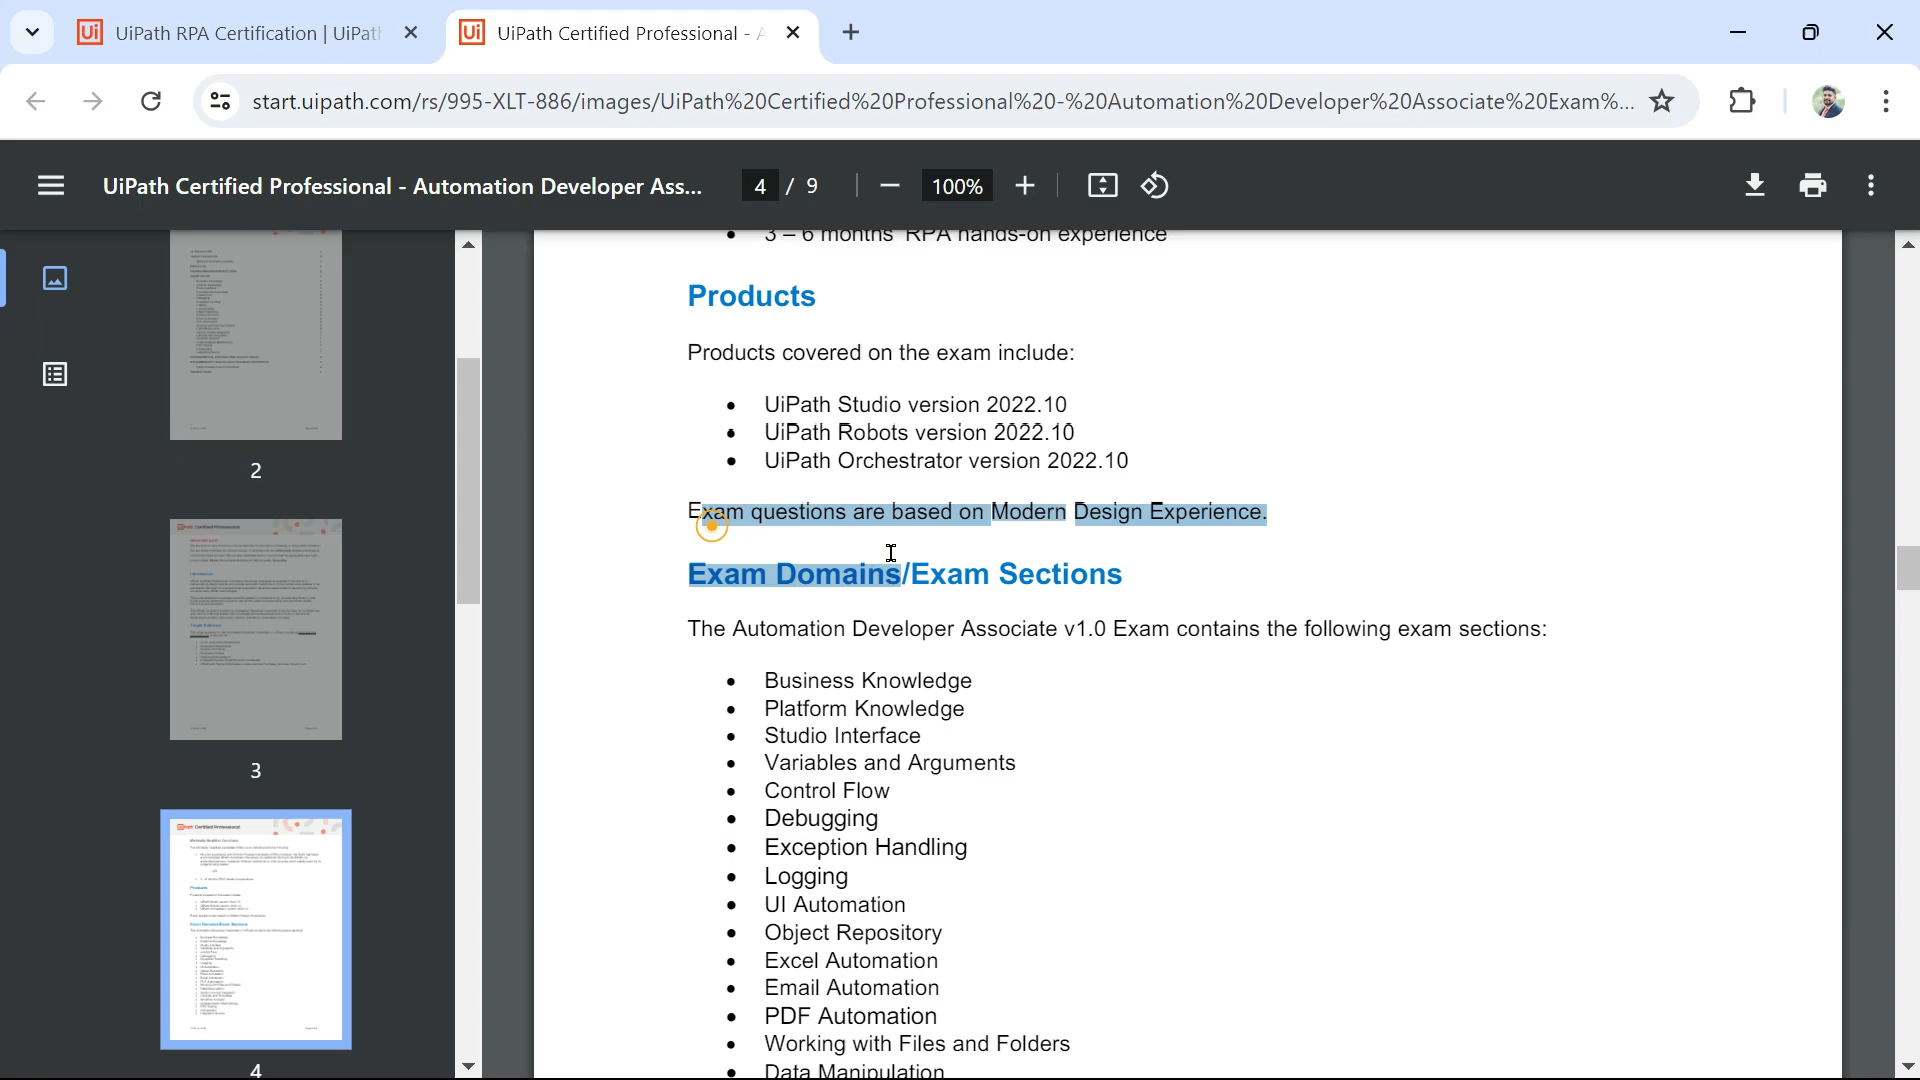 UiPath RPA Certification | UiPat
UiPath Certified Professional - A
start.uipath.com/rs/995-XLT-886/images/UiPath%20Certified%20Professional%20-%20Automation%20Developer%20Associate%20Exam%...
UiPath Certified Professional - Automation Developer Ass...
4 / 9
100%
2
3
4
• 3 – 6 months RPA hands-on experience
Products
Products covered on the exam include:
• UiPath Studio version 2022.10
• UiPath Robots version 2022.10
• UiPath Orchestrator version 2022.10
Exam questions are based on Modern Design Experience.
Exam Domains/Exam Sections
The Automation Developer Associate v1.0 Exam contains the following exam sections:
• Business Knowledge
• Platform Knowledge
• Studio Interface
• Variables and Arguments
• Control Flow
• Debugging
• Exception Handling
• Logging
• UI Automation
• Object Repository
• Excel Automation
• Email Automation
• PDF Automation
• Working with Files and Folders
• Data Manipulation